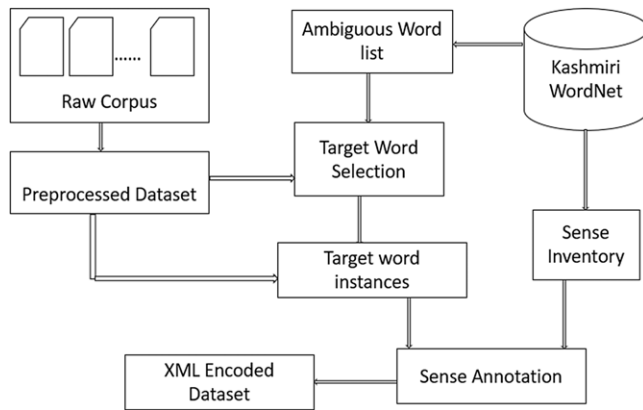 ......
Raw Corpus
Ambiguous Word
list
Kashmiri
WordNet
Preprocessed Dataset
Target Word
Selection
Target word
instances
Sense
Inventory
XML Encoded
Dataset
Sense Annotation